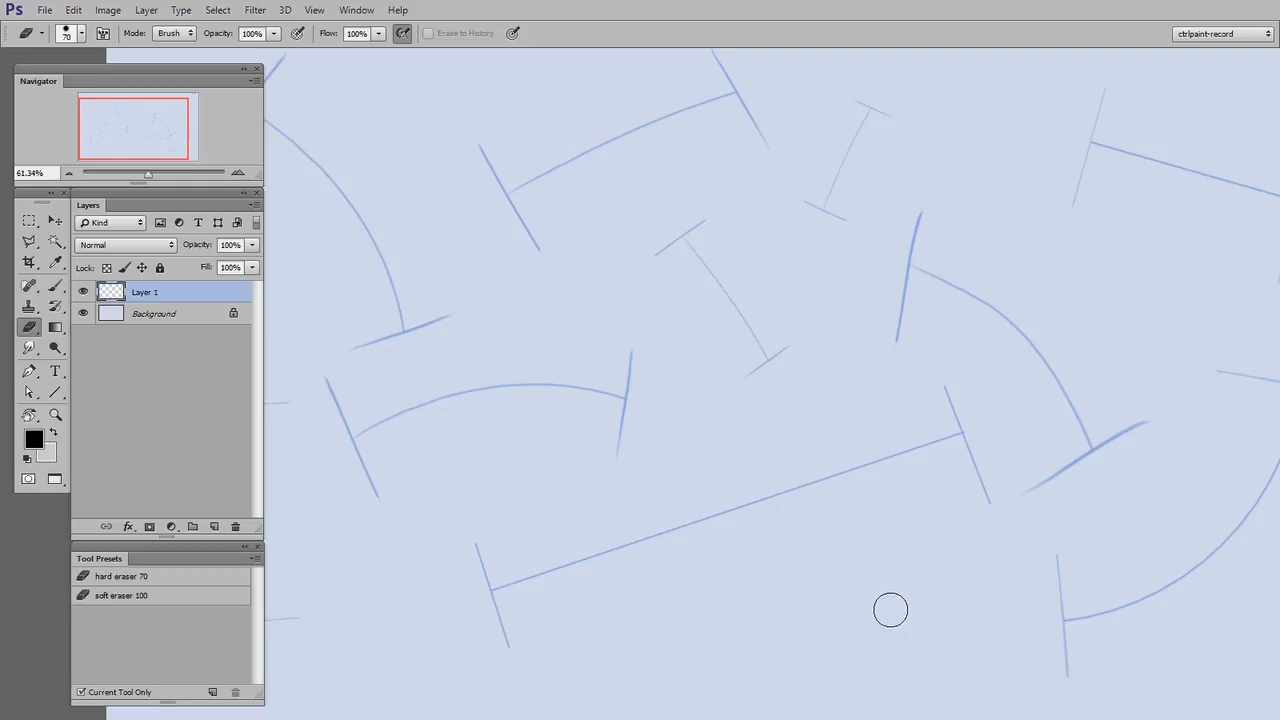 Ps File Edit Image Layer Type Select Filter 3D View Window Help
70 Mode: Brush Opacity: 100% Flow: 100% Erase to History ctrlpaint-record
Navigator
61.34%
Layers
Kind
Normal Opacity: 100%
Lock: Fill: 100%
Layer 1
Background
Tool Presets
hard eraser 70
soft eraser 100
Current Tool Only